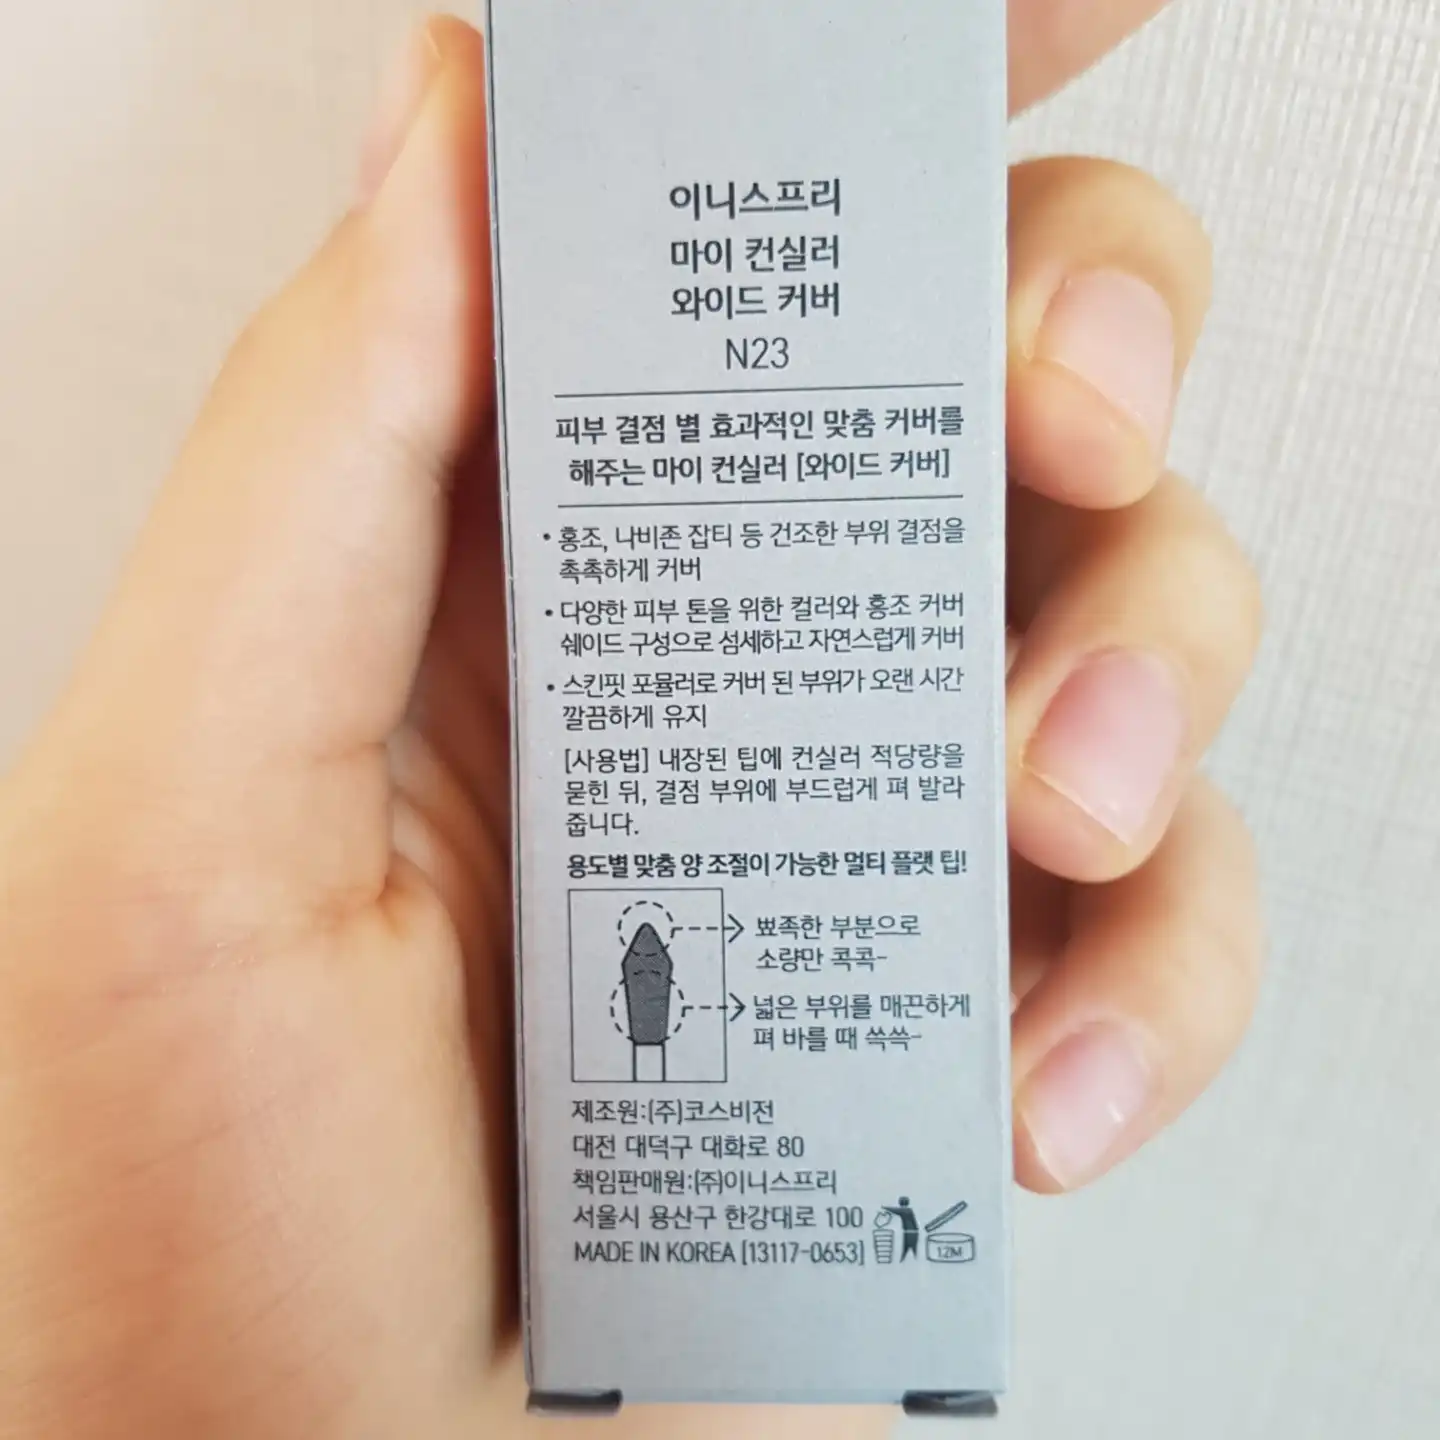 이니스프리
마이 컨실러
와이드 커버
N23
피부 결점 별 효과적인 맞춤 커버를
해주는 마이 컨실러 [와이드 커버]
• 홍조, 나비존 잡티 등 건조한 부위 결점을
촉촉하게 커버
• 다양한 피부 톤을 위한 컬러와 홍조 커버
쉐이드 구성으로 섬세하고 자연스럽게 커버
• 스킨핏 포뮬러로 커버 된 부위가 오랜 시간
깔끔하게 유지
[사용법] 내장된 팁에 컨실러 적당량을
묻힌 뒤, 결점 부위에 부드럽게 펴 발라
줍니다.
용도별 맞춤 양 조절이 가능한 멀티 플랫 팁!
뾰족한 부분으로
소량만 콕콕-
넓은 부위를 매끈하게
펴 바를 때 쓱쓱-
제조원:(주)코스비전
대전 대덕구 대화로 80
책임판매원:(주)이니스프리
서울시 용산구 한강대로 100
MADE IN KOREA [13117-0653]
12M